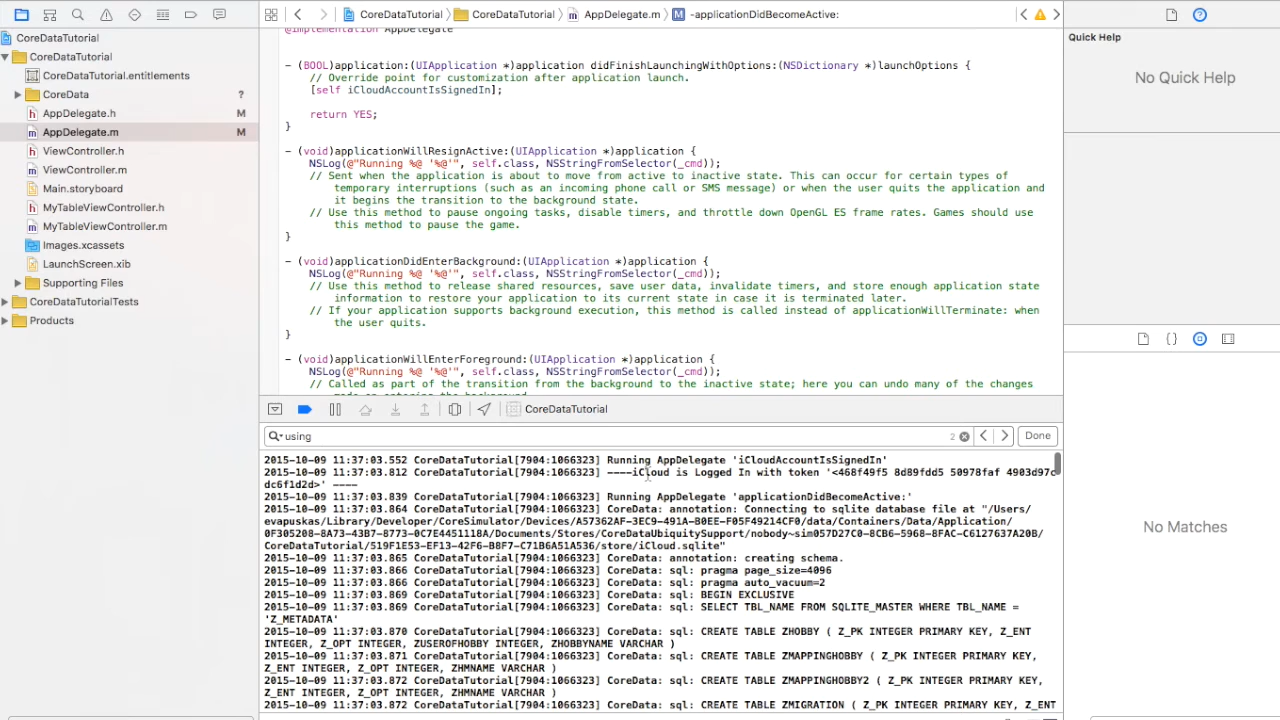 CoreDataTutorial CoreDataTutorial AppDelegate.m M -applicationDidBecomeActive:
CoreDataTutorial
CoreDataTutorial
CoreDataTutorial.entitlements
CoreData ?
AppDelegate.h M
AppDelegate.m M
ViewController.h
ViewController.m
Main.storyboard
MyTableViewController.h
MyTableViewController.m
Images.xcassets
LaunchScreen.xib
Supporting Files
CoreDataTutorialTests
Products
@implementation AppDelegate
- (BOOL)application:(UIApplication *)application didFinishLaunchingWithOptions:(NSDictionary *)launchOptions {
// Override point for customization after application launch.
[self iCloudAccountIsSignedIn];
return YES;
}
- (void)applicationWillResignActive:(UIApplication *)application {
NSLog(@"Running %@ '%@'", self.class, NSStringFromSelector(_cmd));
// Sent when the application is about to move from active to inactive state. This can occur for certain types of
temporary interruptions (such as an incoming phone call or SMS message) or when the user quits the application and
it begins the transition to the background state.
// Use this method to pause ongoing tasks, disable timers, and throttle down OpenGL ES frame rates. Games should use
this method to pause the game.
}
- (void)applicationDidEnterBackground:(UIApplication *)application {
NSLog(@"Running %@ '%@'", self.class, NSStringFromSelector(_cmd));
// Use this method to release shared resources, save user data, invalidate timers, and store enough application state
information to restore your application to its current state in case it is terminated later.
// If your application supports background execution, this method is called instead of applicationWillTerminate: when
the user quits.
}
- (void)applicationWillEnterForeground:(UIApplication *)application {
NSLog(@"Running %@ '%@'", self.class, NSStringFromSelector(_cmd));
// Called as part of the transition from the background to the inactive state; here you can undo many of the changes
made on entering the background.
CoreDataTutorial
using 2 Done
2015-10-09 11:37:03.552 CoreDataTutorial[7904:1066323] Running AppDelegate 'iCloudAccountIsSignedIn'
2015-10-09 11:37:03.812 CoreDataTutorial[7904:1066323] ----iCloud is Logged In with token '<468f49f5 8d89fdd5 50978faf 4903d97c
dc6f1d2d>' ----
2015-10-09 11:37:03.839 CoreDataTutorial[7904:1066323] Running AppDelegate 'applicationDidBecomeActive:'
2015-10-09 11:37:03.864 CoreDataTutorial[7904:1066323] CoreData: annotation: Connecting to sqlite database file at "/Users/
evapuskas/Library/Developer/CoreSimulator/Devices/A57362AF-3EC9-491A-80EE-F05F49214CF0/data/Containers/Data/Application/
0F305208-8A73-43B7-8773-0C7E4451118A/Documents/Stores/CoreDataUbiquitySupport/nobody~sim057D27C0-8CB6-5968-8FAC-C6127637A20B/
CoreDataTutorial/519F1E53-EF13-42F6-B8F7-C71B6A51A536/store/iCloud.sqlite"
2015-10-09 11:37:03.865 CoreDataTutorial[7904:1066323] CoreData: annotation: creating schema.
2015-10-09 11:37:03.866 CoreDataTutorial[7904:1066323] CoreData: sql: pragma page_size=4096
2015-10-09 11:37:03.866 CoreDataTutorial[7904:1066323] CoreData: sql: pragma auto_vacuum=2
2015-10-09 11:37:03.869 CoreDataTutorial[7904:1066323] CoreData: sql: BEGIN EXCLUSIVE
2015-10-09 11:37:03.869 CoreDataTutorial[7904:1066323] CoreData: sql: SELECT TBL_NAME FROM SQLITE_MASTER WHERE TBL_NAME =
'Z_METADATA'
2015-10-09 11:37:03.870 CoreDataTutorial[7904:1066323] CoreData: sql: CREATE TABLE ZHOBBY ( Z_PK INTEGER PRIMARY KEY, Z_ENT
INTEGER, Z_OPT INTEGER, ZUSEROFHOBBY INTEGER, ZHOBBYNAME VARCHAR )
2015-10-09 11:37:03.871 CoreDataTutorial[7904:1066323] CoreData: sql: CREATE TABLE ZMAPPINGHOBBY ( Z_PK INTEGER PRIMARY KEY,
Z_ENT INTEGER, Z_OPT INTEGER, ZHMNAME VARCHAR )
2015-10-09 11:37:03.872 CoreDataTutorial[7904:1066323] CoreData: sql: CREATE TABLE ZMAPPINGHOBBY2 ( Z_PK INTEGER PRIMARY KEY,
Z_ENT INTEGER, Z_OPT INTEGER, ZHMNAME VARCHAR )
2015-10-09 11:37:03.872 CoreDataTutorial[7904:1066323] CoreData: sql: CREATE TABLE ZMIGRATION ( Z_PK INTEGER PRIMARY KEY, Z_ENT
Quick Help
No Quick Help
No Matches